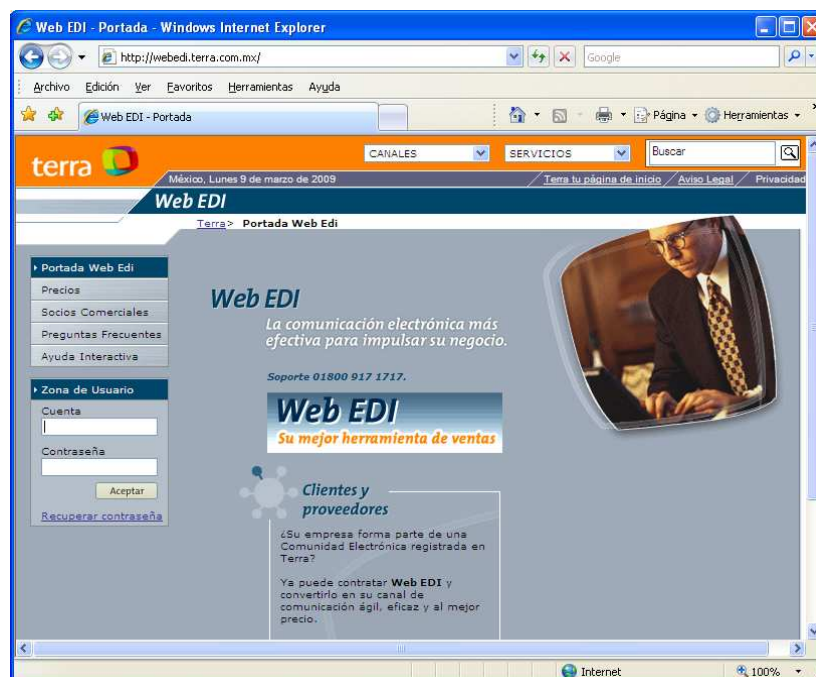 Web EDI - Portada - Windows Internet Explorer
http://webedi.terra.com.mx/
Google
Archivo Edición Ver Favoritos Herramientas Ayuda
Web EDI - Portada
Página Herramientas
terra
CANALES
SERVICIOS
Buscar
México, Lunes 9 de marzo de 2009
Terra tu página de inicio
Aviso Legal
Privacidad
Web EDI
Terra> Portada Web Edi
Portada Web Edi
Precios
Socios Comerciales
Preguntas Frecuentes
Ayuda Interactiva
Zona de Usuario
Cuenta
Contraseña
Aceptar
Recuperar contraseña
Web EDI
La comunicación electrónica más
efectiva para impulsar su negocio.
Soporte 01800 917 1717.
Web EDI
Su mejor herramienta de ventas
Clientes y
proveedores
¿Su empresa forma parte de una
Comunidad Electrónica registrada en
Terra?
Ya puede contratar Web EDI y
convertirlo en su canal de
comunicación ágil, eficaz y al mejor
precio.
Internet
100%